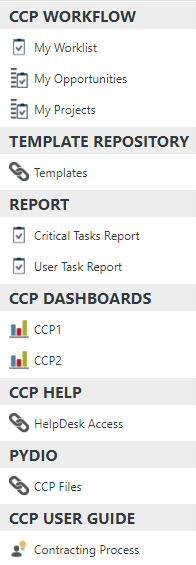 CCP WORKFLOW
My Worklist
My Opportunities
My Projects
TEMPLATE REPOSITORY
Templates
REPORT
Critical Tasks Report
User Task Report
CCP DASHBOARDS
CCP1
CCP2
CCP HELP
HelpDesk Access
PYDIO
CCP Files
CCP USER GUIDE
Contracting Process